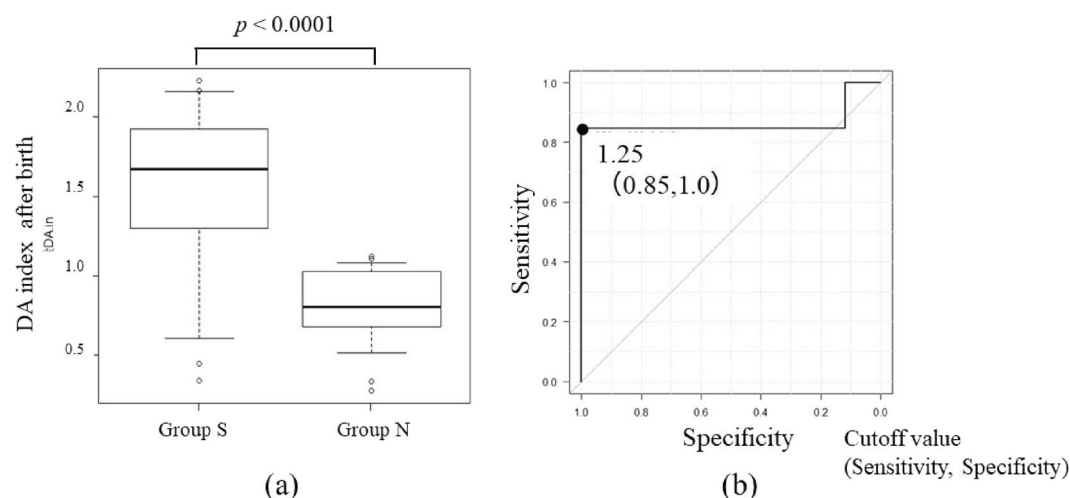 p < 0.0001
DA index after birth
2.0
1.5
1.0
0.5
Group S
Group N
(a)
Sensitivity
1.0
0.8
0.6
0.4
0.2
0.0
1.25
(0.85,1.0)
1.0
0.8
0.6
0.4
0.2
0.0
Specificity
Cutoff value
(Sensitivity, Specificity)
(b)